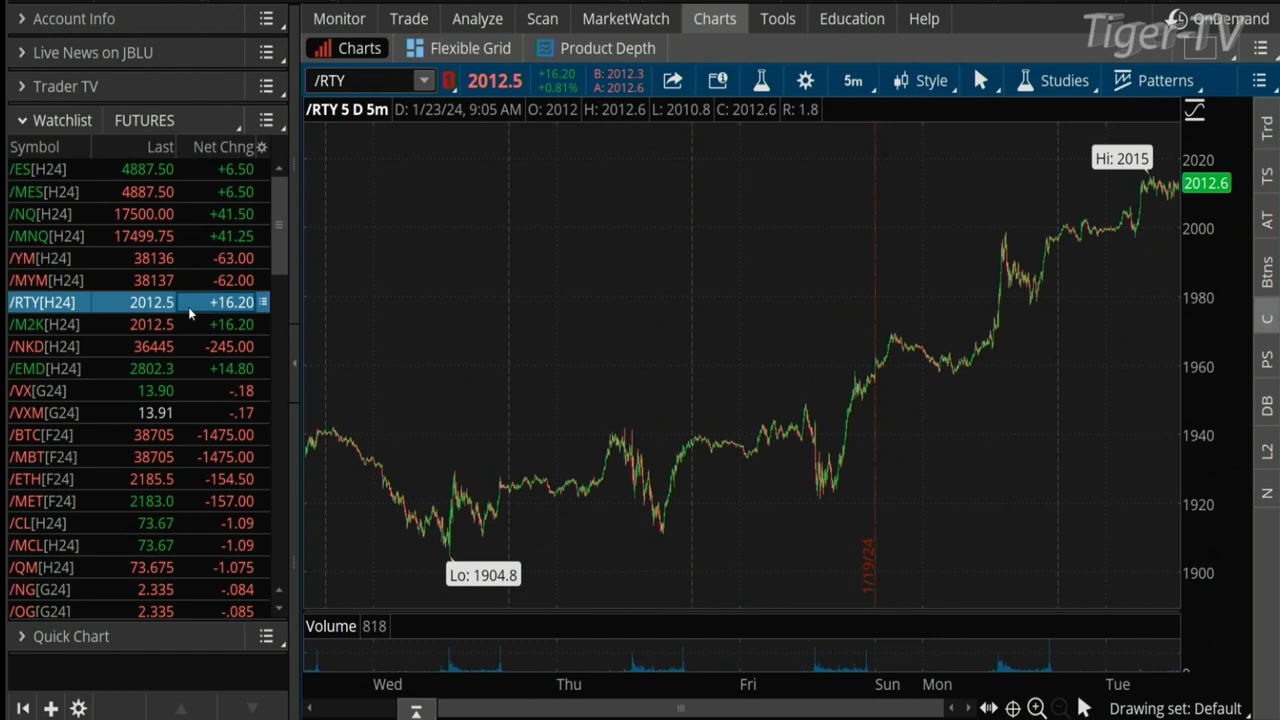 Account Info
Monitor Trade Analyze Scan MarketWatch Charts Tools Education Help OnDemand
Tiger-TV
Live News on JBLU
Charts Flexible Grid Product Depth
Trader TV
/RTY 2012.5 +16.20 +0.81% B: 2012.3 A: 2012.6 5m Style Studies Patterns
Watchlist FUTURES
/RTY 5 D 5m D: 1/23/24, 9:05 AM O: 2012 H: 2012.6 L: 2010.8 C: 2012.6 R: 1.8
Symbol Last Net Chng
/ES[H24] 4887.50 +6.50
/MES[H24] 4887.50 +6.50
/NQ[H24] 17500.00 +41.50
/MNQ[H24] 17499.75 +41.25
/YM[H24] 38136 -63.00
/MYM[H24] 38137 -62.00
/RTY[H24] 2012.5 +16.20
/M2K[H24] 2012.5 +16.20
/NKD[H24] 36445 -245.00
/EMD[H24] 2802.3 +14.80
/VX[G24] 13.90 -.18
/VXM[G24] 13.91 -.17
/BTC[F24] 38705 -1475.00
/MBT[F24] 38705 -1475.00
/ETH[F24] 2185.5 -154.50
/MET[F24] 2183.0 -157.00
/CL[H24] 73.67 -1.09
/MCL[H24] 73.67 -1.09
/QM[H24] 73.675 -1.075
/NG[G24] 2.335 -.084
/OG[G24] 2.335 -.085
Quick Chart
Hi: 2015
Lo: 1904.8
1/19/24
2020
2012.6
2000
1980
1960
1940
1920
1900
Volume 818
0
Wed Thu Fri Sun Mon Tue
Drawing set: Default
Trd
TS
AT
Btns
C
PS
DB
L2
N